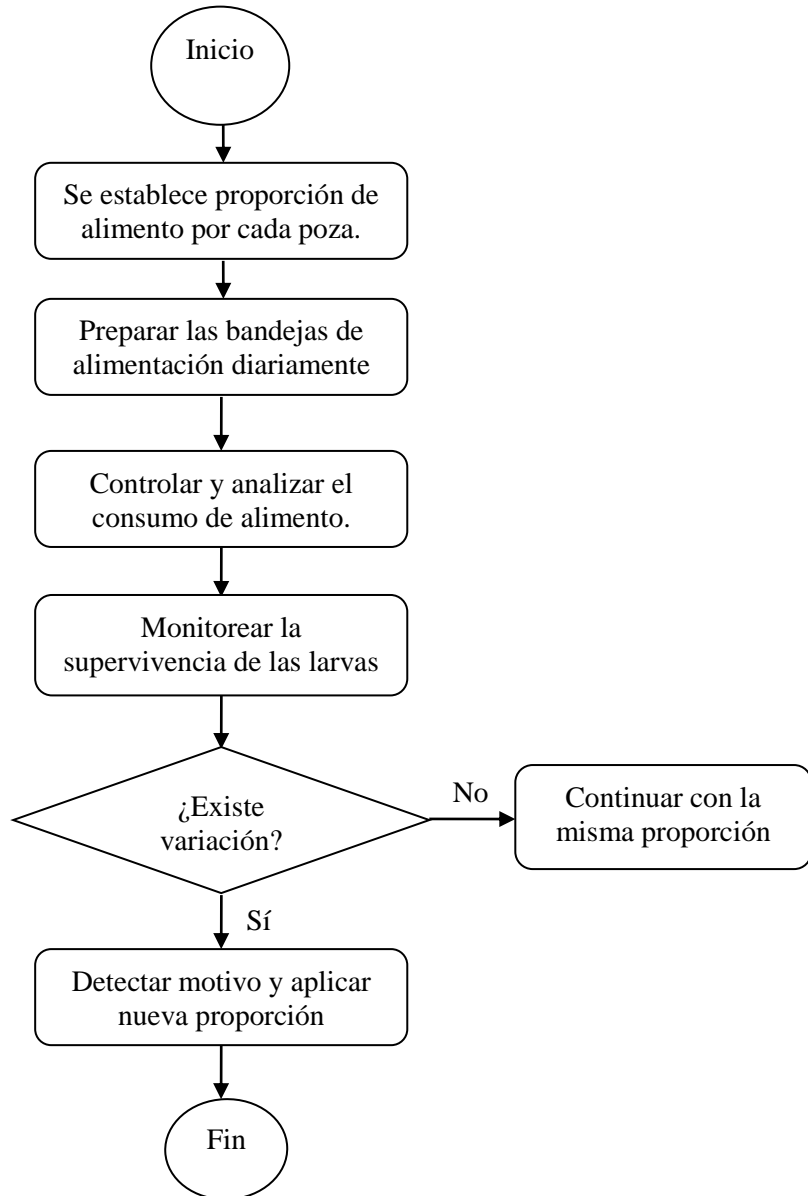 Inicio
Se establece proporción de
alimento por cada poza.
Preparar las bandejas de
alimentación diariamente
Controlar y analizar el
consumo de alimento.
Monitorear la
supervivencia de las larvas
¿Existe
variación?
No
Continuar con la
misma proporción
Sí
Detectar motivo y aplicar
nueva proporción
Fin